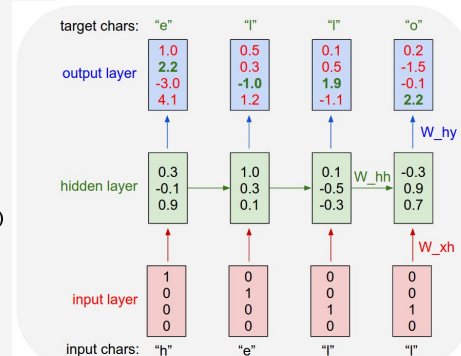 target chars: "e" "l" "l" "o"
1.0 0.5 0.1 0.2
2.2 0.3 0.5 -1.5
-3.0 -1.0 1.9 -0.1
4.1 1.2 -1.1 2.2
output layer
W_hy
0.3 1.0 0.1 -0.3
-0.1 0.3 -0.5 0.9
0.9 0.1 -0.3 0.7
hidden layer
W_hh
W_xh
1 0 0 0
0 1 0 0
0 0 1 1
0 0 0 0
input layer
input chars: "h" "e" "l" "l"
)